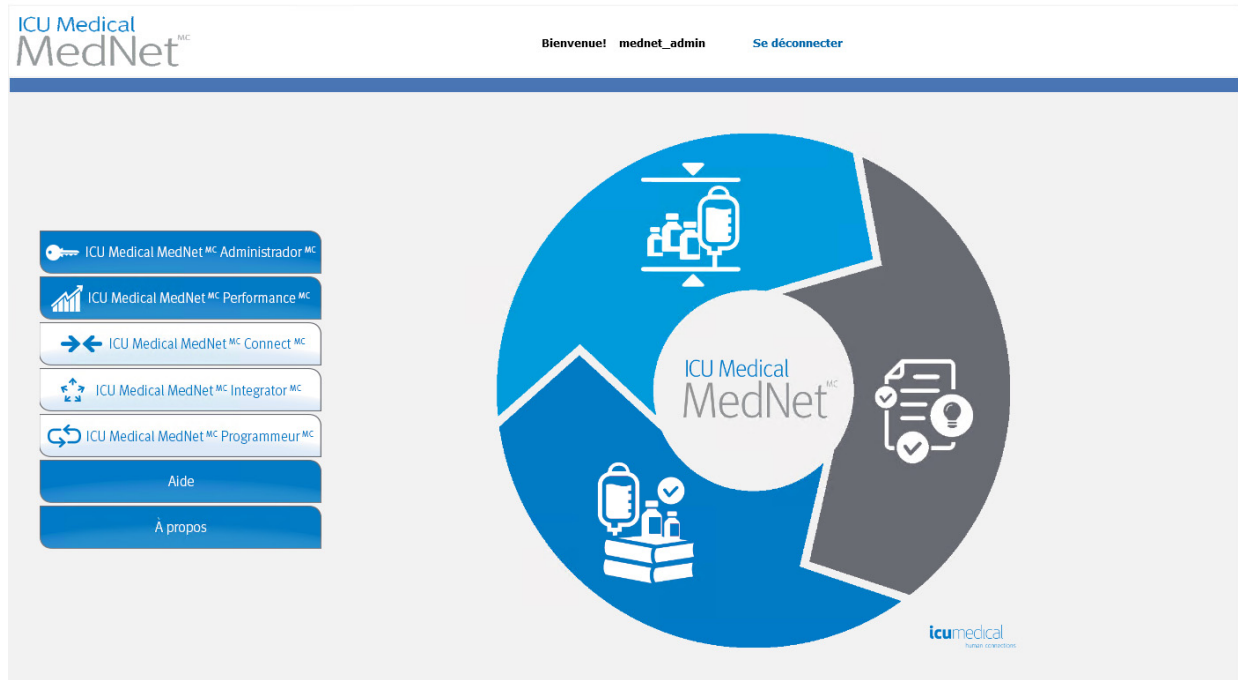 ICU Medical
MedNet MC
Bienvenue! mednet_admin Se déconnecter
ICU Medical MedNet MC Administrador MC
ICU Medical MedNet MC Performance MC
ICU Medical MedNet MC Connect MC
ICU Medical MedNet MC Integrator MC
ICU Medical MedNet MC Programmeur MC
Aide
À propos
ICU Medical
MedNet MC
icumedical
human connections